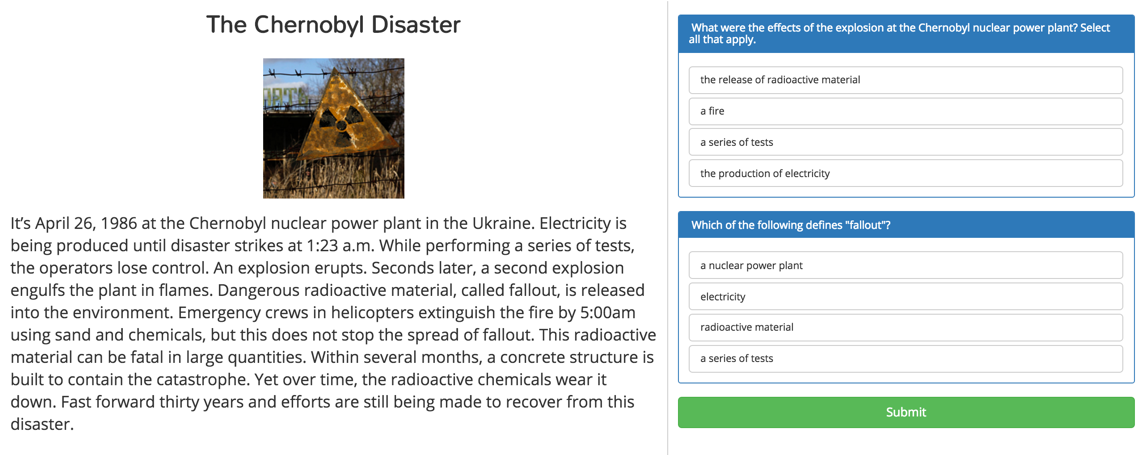 The Chernobyl Disaster
It’s April 26, 1986 at the Chernobyl nuclear power plant in the Ukraine. Electricity is
being produced until disaster strikes at 1:23 a.m. While performing a series of tests,
the operators lose control. An explosion erupts. Seconds later, a second explosion
engulfs the plant in flames. Dangerous radioactive material, called fallout, is released
into the environment. Emergency crews in helicopters extinguish the fire by 5:00am
using sand and chemicals, but this does not stop the spread of fallout. This radioactive
material can be fatal in large quantities. Within several months, a concrete structure is
built to contain the catastrophe. Yet over time, the radioactive chemicals wear it
down. Fast forward thirty years and efforts are still being made to recover from this
disaster.
What were the effects of the explosion at the Chernobyl nuclear power plant? Select
all that apply.
the release of radioactive material
a fire
a series of tests
the production of electricity
Which of the following defines "fallout"?
a nuclear power plant
electricity
radioactive material
a series of tests
Submit